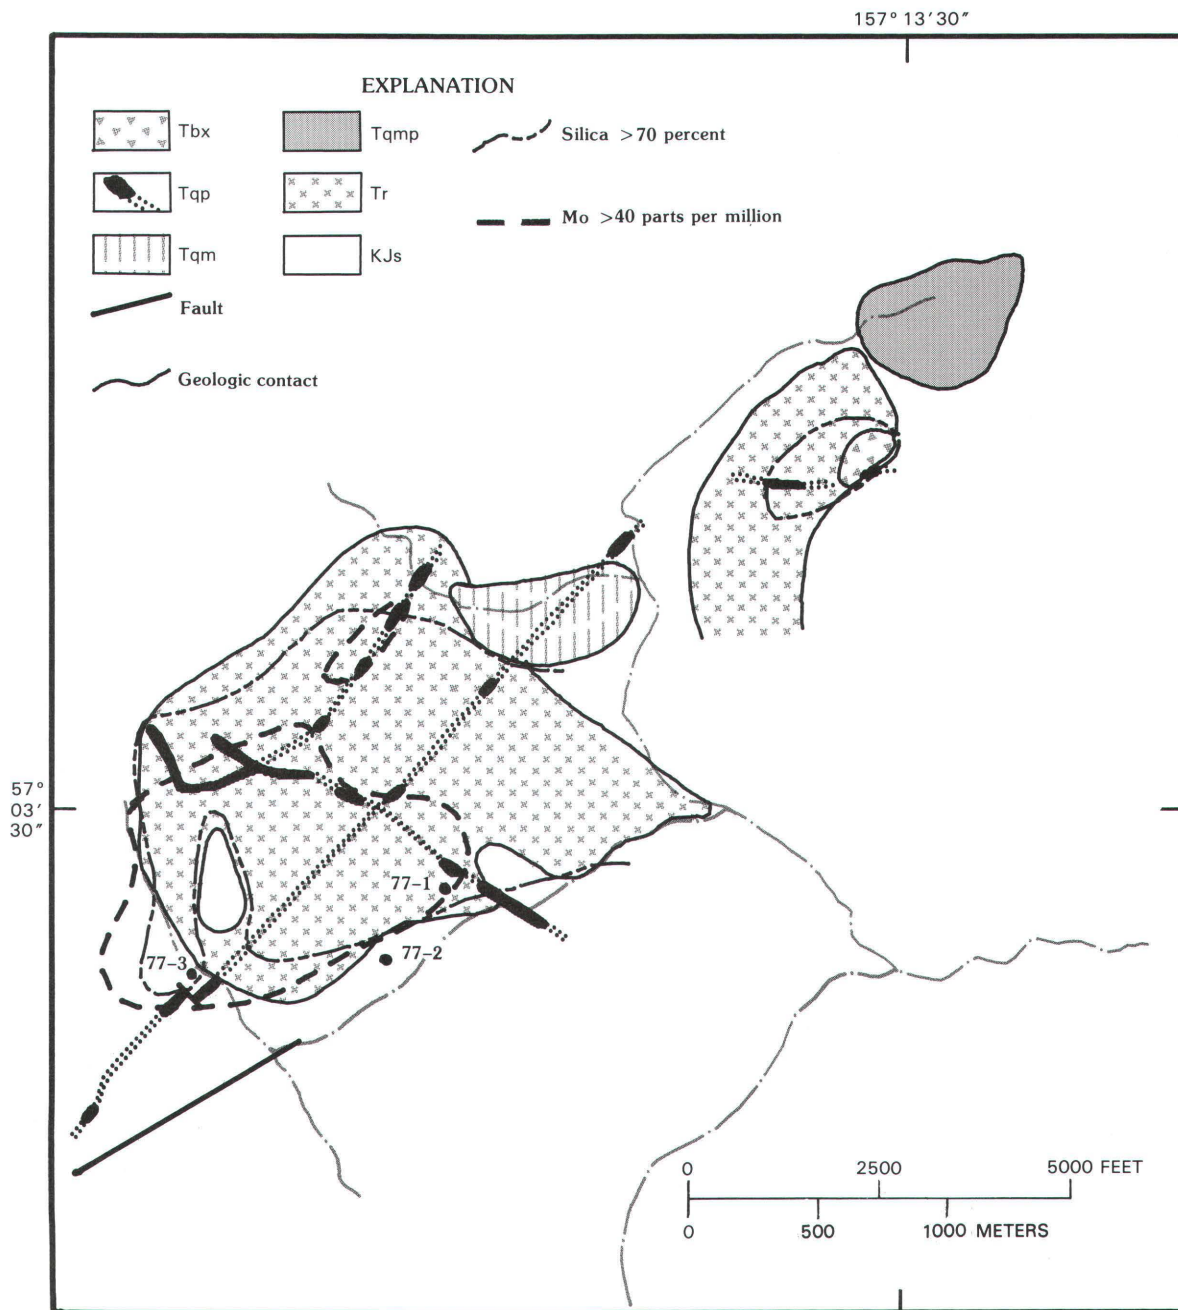 157° 13′30″
EXPLANATION
Tbx
Tqmp
Silica >70 percent
Tqp
Tr
Mo >40 parts per million
Tqm
KJs
Fault
Geologic contact
57°
03′
30″
77–1
77–2
77–3
0 2500 5000 FEET
0 500 1000 METERS